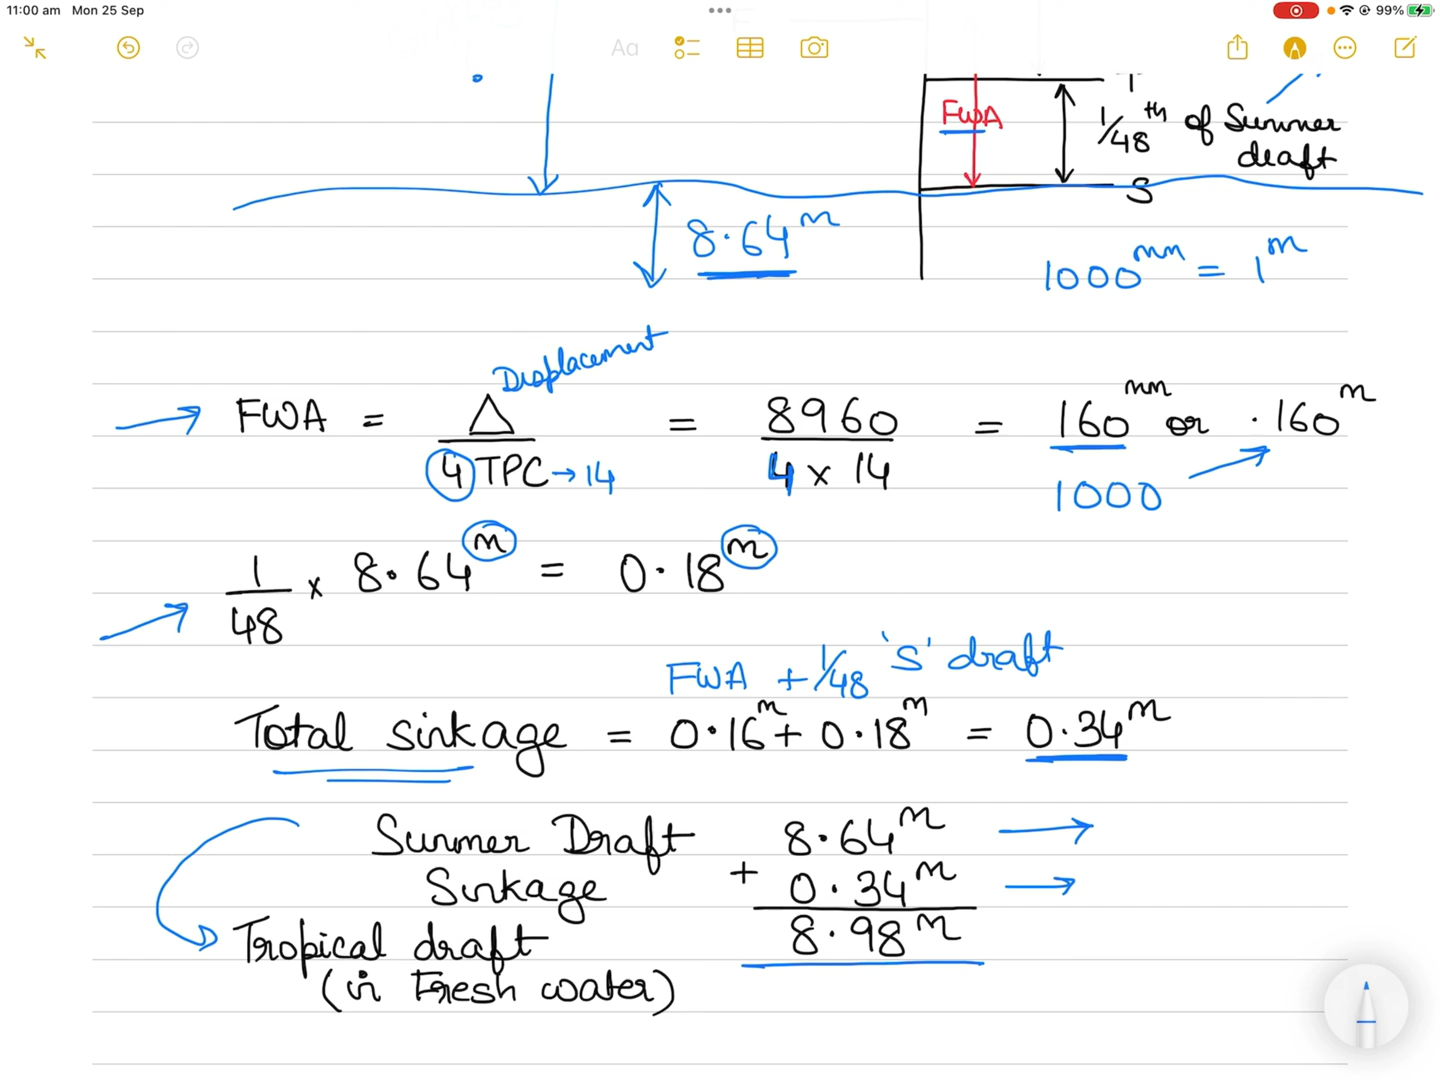 11:00 am Mon 25 Sep
99%
Aa
T
FWA 1/48th of Summer
draft
S
8.64m
1000mm = 1m
Displacement
FWA = Δ / 4 TPC → 14 = 8960 / 4 x 14 = 160mm or .160m
1000
1/48 x 8.64m = 0.18m
FWA + 1/48 'S' draft
Total sinkage = 0.16m + 0.18m = 0.34m
Summer Draft 8.64m →
Sinkage + 0.34m →
Tropical draft 8.98m
(in Fresh water)